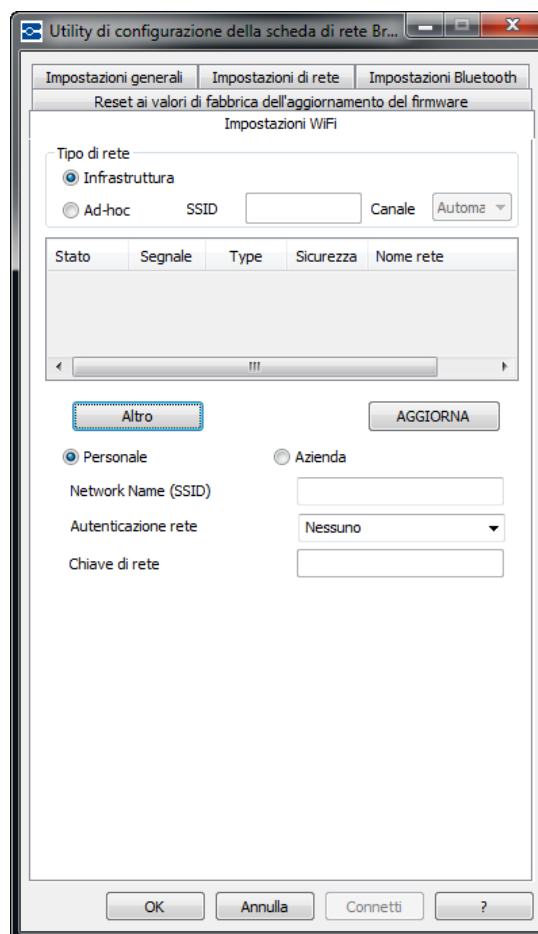 Utility di configurazione della scheda di rete Br...
Impostazioni generali Impostazioni di rete Impostazioni Bluetooth
Reset ai valori di fabbrica dell'aggiornamento del firmware
Impostazioni WiFi
Tipo di rete
Infrastruttura
Ad-hoc SSID Canale Automa
Stato Segnale Type Sicurezza Nome rete
Altro AGGIORNA
Personale Azienda
Network Name (SSID)
Autenticazione rete Nessuno
Chiave di rete
OK Annulla Connetti ?